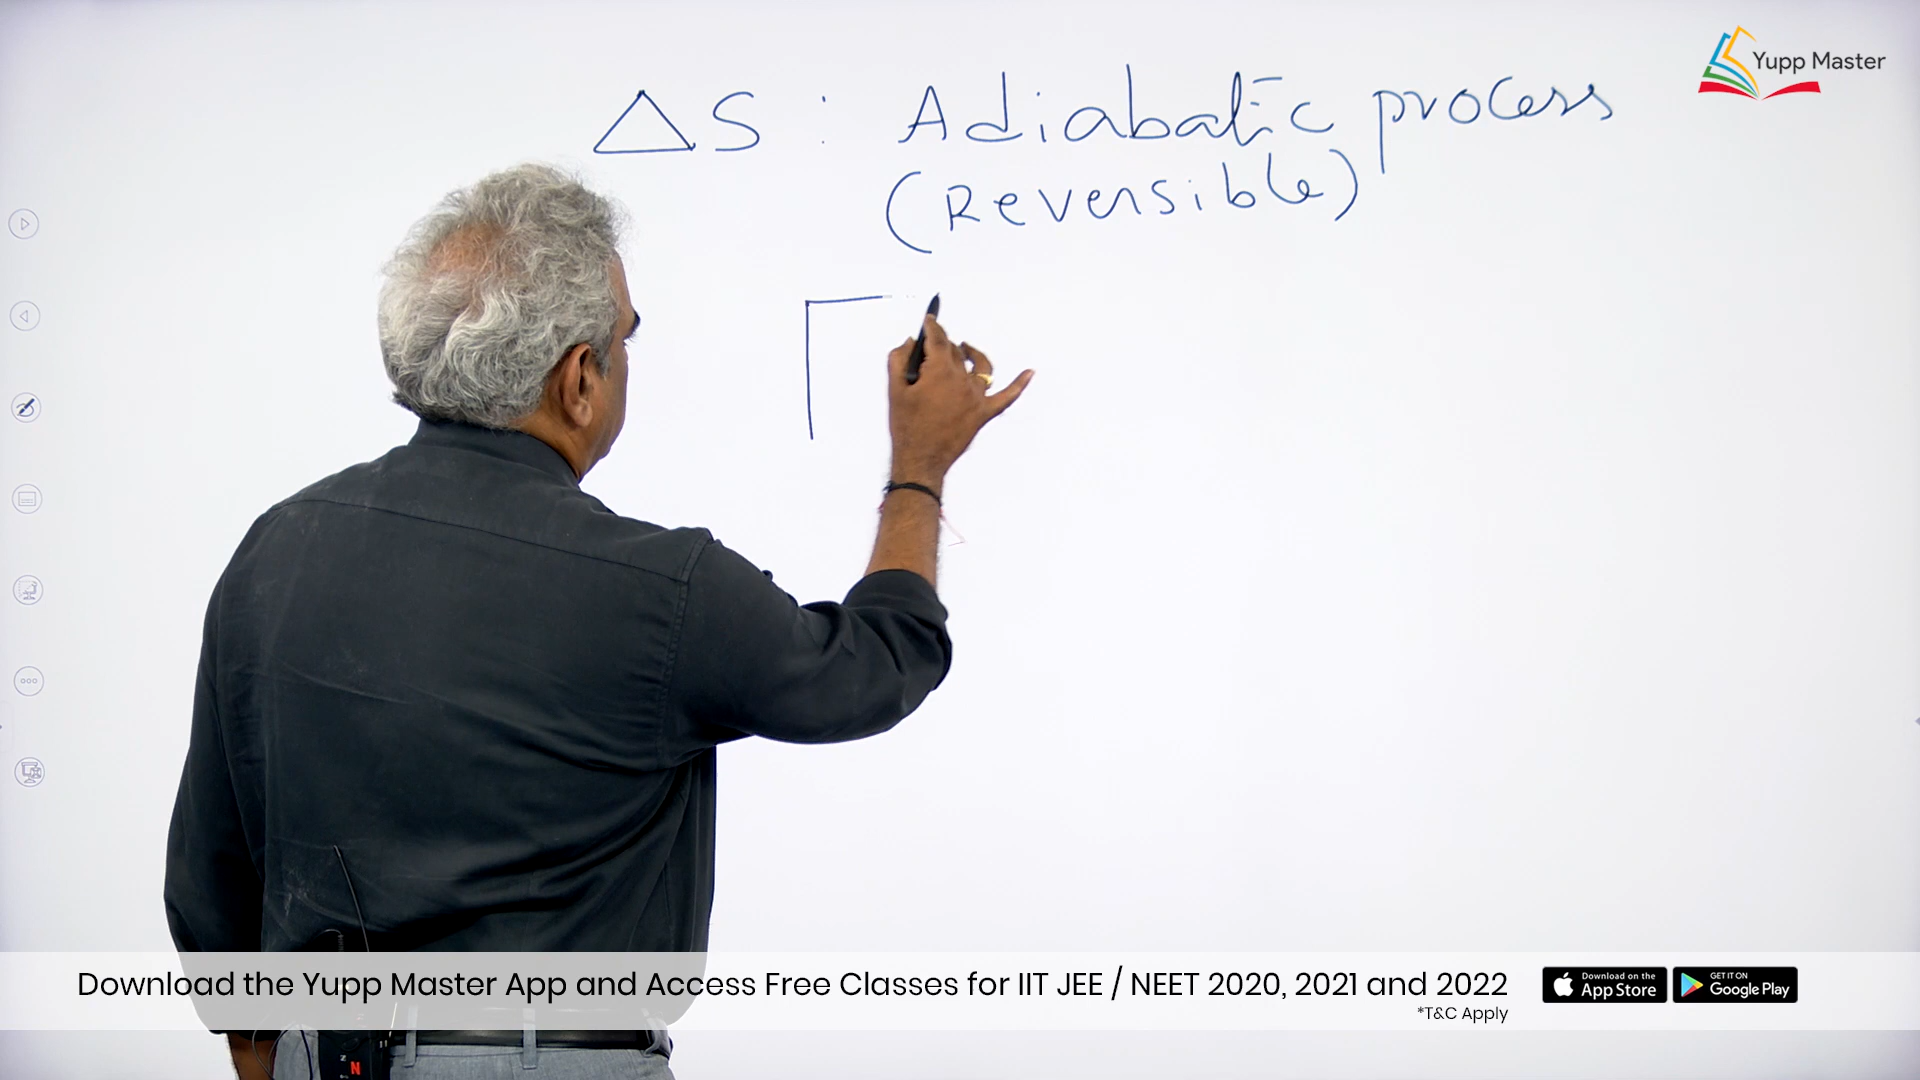 Yupp Master
△S : Adiabatic process
(Reversible)
Download the Yupp Master App and Access Free Classes for IIT JEE / NEET 2020, 2021 and 2022
*T&C Apply
Download on the
App Store
GET IT ON
Google Play
N